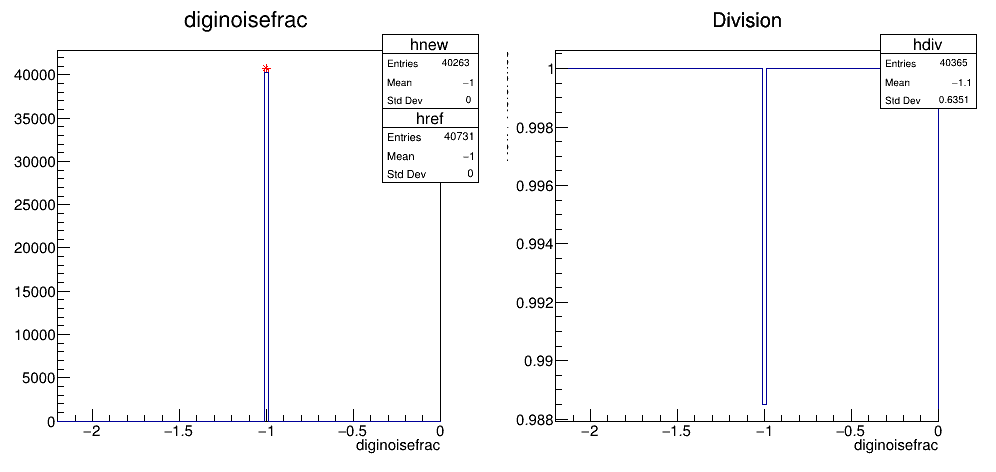 diginoisefrac
hnew
Entries 40263
Mean −1
Std Dev 0
href
Entries 40731
Mean −1
Std Dev 0
40000
35000
30000
25000
20000
15000
10000
5000
0
−2 −1.5 −1 −0.5 0
diginoisefrac
Division
hdiv
Entries 40365
Mean −1.1
Std Dev 0.6351
1
0.998
0.996
0.994
0.992
0.99
0.988
−2 −1.5 −1 −0.5 0
diginoisefrac